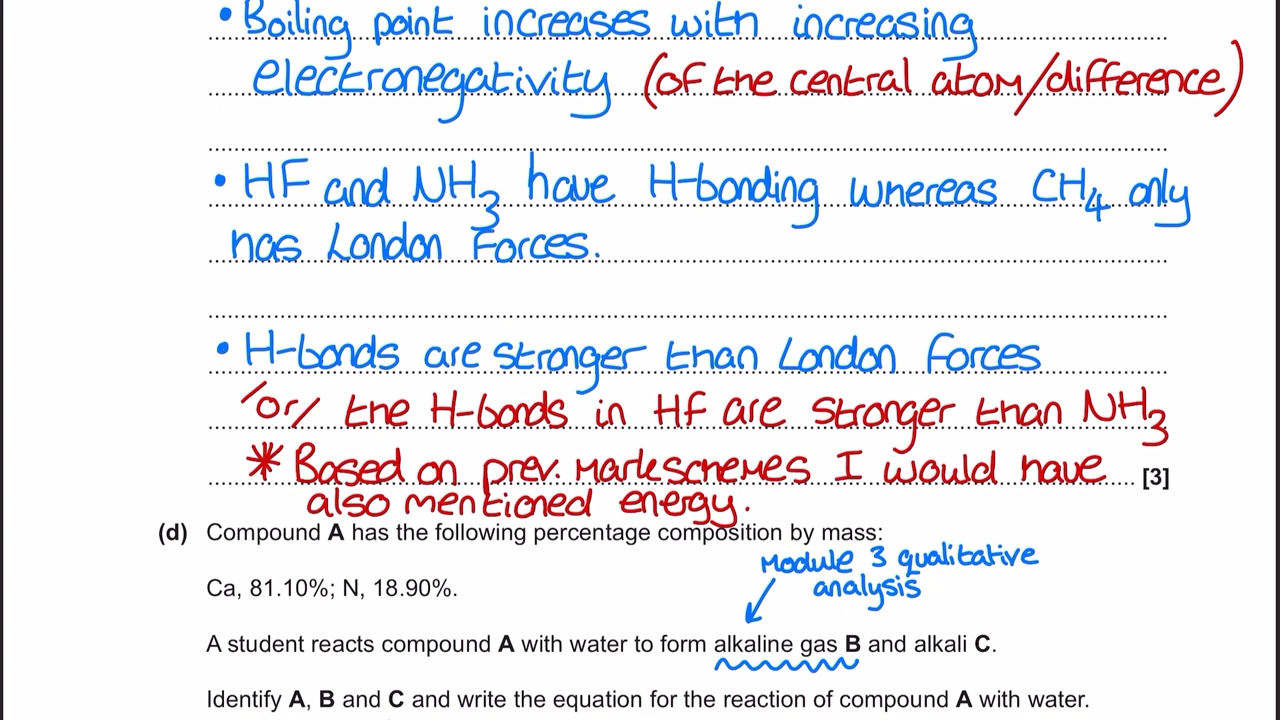 • Boiling point increases with increasing
electronegativity (of the central atom/difference)
• HF and NH3 have H-bonding whereas CH4 only
has London Forces.
• H-bonds are stronger than London Forces
/or/ the H-bonds in HF are stronger than NH3
* Based on prev. markschemes I would have
also mentioned energy. [3]
(d) Compound A has the following percentage composition by mass:
Module 3 qualitative
analysis
Ca, 81.10%; N, 18.90%.
A student reacts compound A with water to form alkaline gas B and alkali C.
Identify A, B and C and write the equation for the reaction of compound A with water.